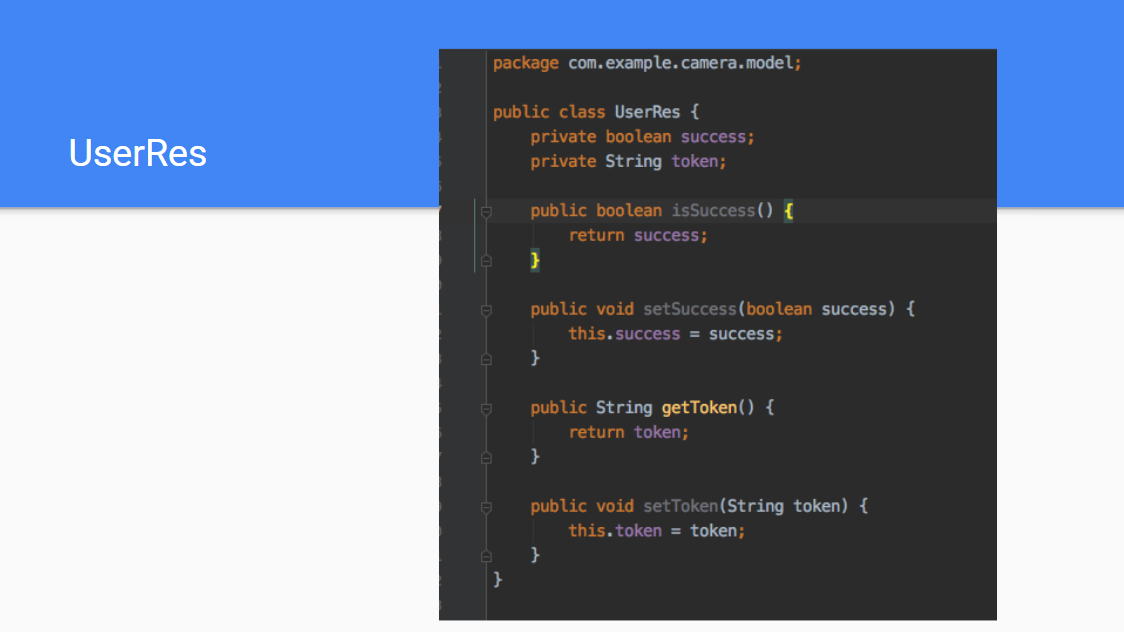 UserRes
package com.example.camera.model;
public class UserRes {
private boolean success;
private String token;
public boolean isSuccess() {
return success;
}
public void setSuccess(boolean success) {
this.success = success;
}
public String getToken() {
return token;
}
public void setToken(String token) {
this.token = token;
}
}